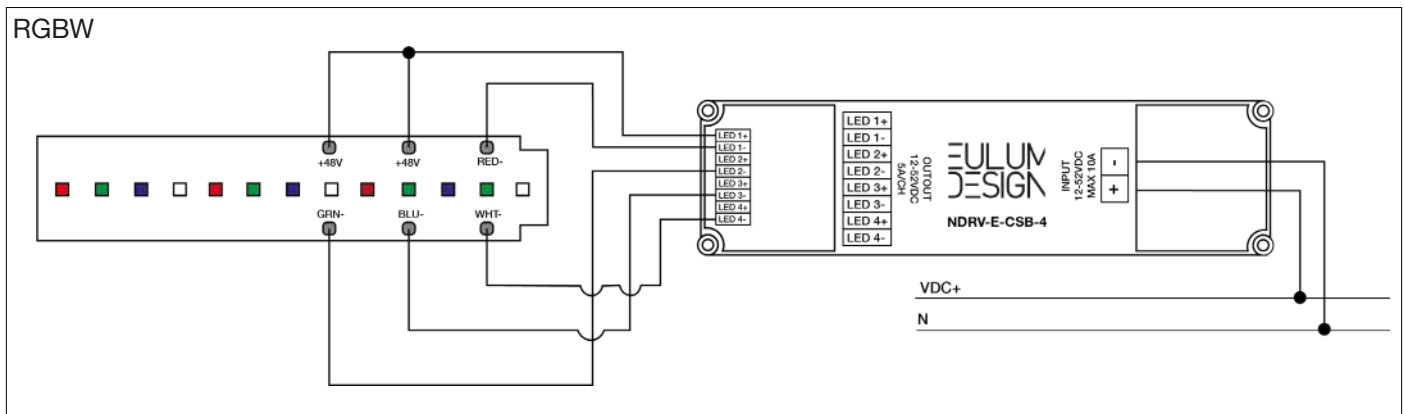 RGBW
+48V
+48V
RED-
GRN-
BLU-
WHT-
LED 1+
LED 1-
LED 2+
LED 2-
LED 3+
LED 3-
LED 4+
LED 4-
LED 1+
LED 1-
LED 2+
LED 2-
LED 3+
LED 3-
LED 4+
LED 4-
OUTOUT
12-52VDC
5A/CH
EULUM
DESIGN
NDRV-E-CSB-4
INPUT
12-52VDC
MAX 10A
-
+
VDC+
N